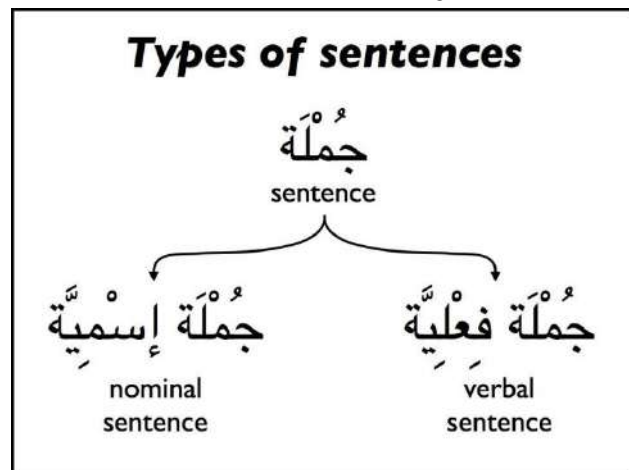 Types of sentences
جُمْلَة
sentence
جُمْلَة إِسْمِيَّة
جُمْلَة فِعْلِيَّة
nominal
sentence
verbal
sentence